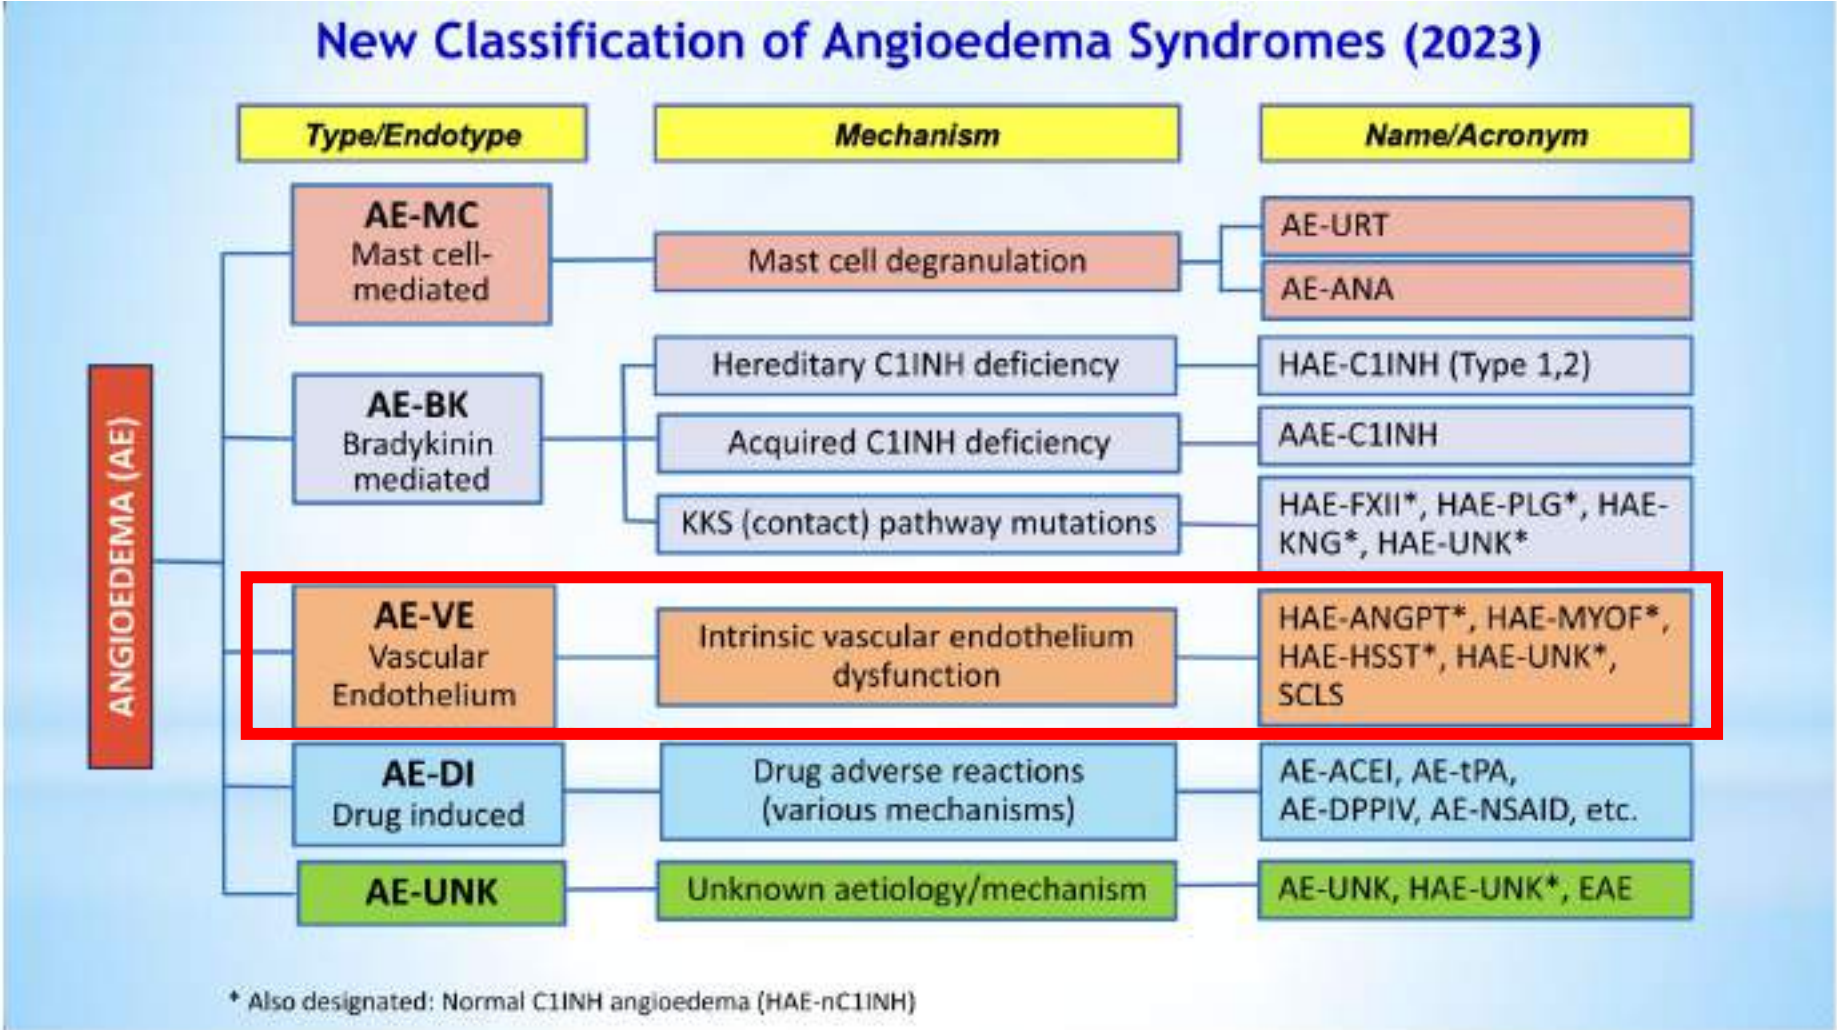 New Classification of Angioedema Syndromes (2023)
Type/Endotype
Mechanism
Name/Acronym
ANGIOEDEMA (AE)
AE-MC
Mast cell-
mediated
Mast cell degranulation
AE-URT
AE-ANA
AE-BK
Bradykinin
mediated
Hereditary C1INH deficiency
HAE-C1INH (Type 1,2)
Acquired C1INH deficiency
AAE-C1INH
KKS (contact) pathway mutations
HAE-FXII*, HAE-PLG*, HAE-
KNG*, HAE-UNK*
AE-VE
Vascular
Endothelium
Intrinsic vascular endothelium
dysfunction
HAE-ANGPT*, HAE-MYOF*,
HAE-HSST*, HAE-UNK*,
SCLS
AE-DI
Drug induced
Drug adverse reactions
(various mechanisms)
AE-ACEI, AE-tPA,
AE-DPPIV, AE-NSAID, etc.
AE-UNK
Unknown aetiology/mechanism
AE-UNK, HAE-UNK*, EAE
* Also designated: Normal C1INH angioedema (HAE-nC1INH)